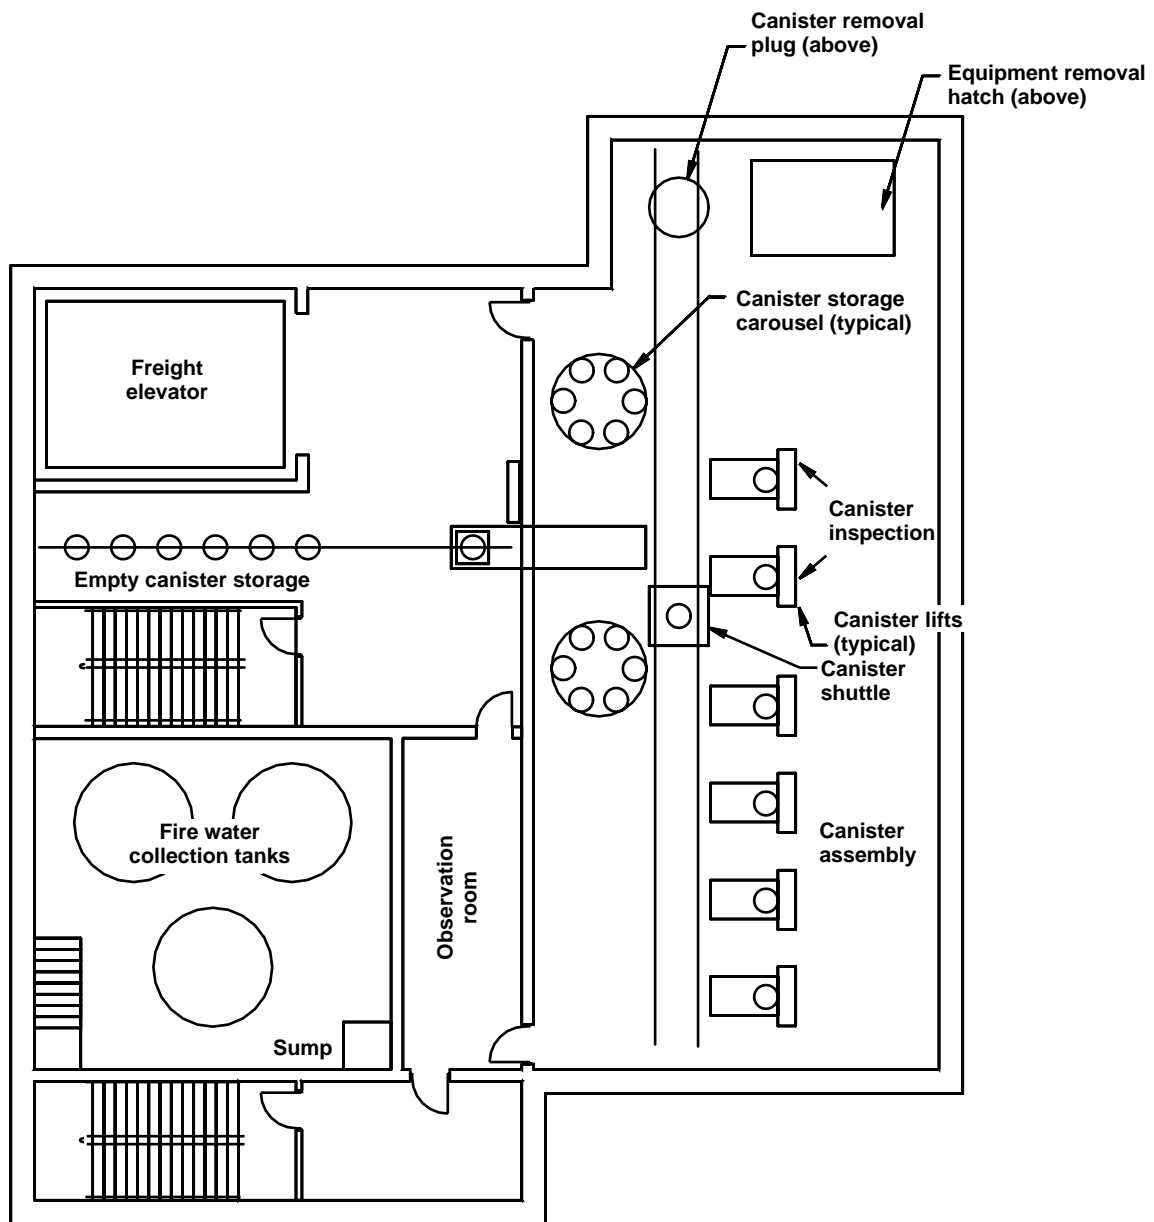 Canister removal
plug (above)
Equipment removal
hatch (above)
Canister storage
carousel (typical)
Freight
elevator
Canister
inspection
Empty canister storage
Canister lifts
(typical)
Canister
shuttle
Fire water
collection tanks
Canister
assembly
Observation
room
Sump